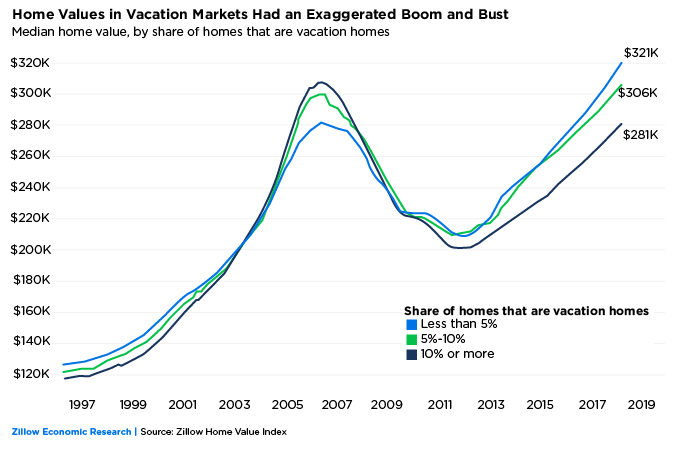 Home Values in Vacation Markets Had an Exaggerated Boom and Bust
Median home value, by share of homes that are vacation homes
$321K
$320K
$306K
$300K
$281K
$280K
$260K
$240K
$220K
$200K
$180K
$160K
$140K
$120K
Share of homes that are vacation homes
Less than 5%
5%-10%
10% or more
1997 1999 2001 2003 2005 2007 2009 2011 2013 2015 2017 2019
Zillow Economic Research | Source: Zillow Home Value Index